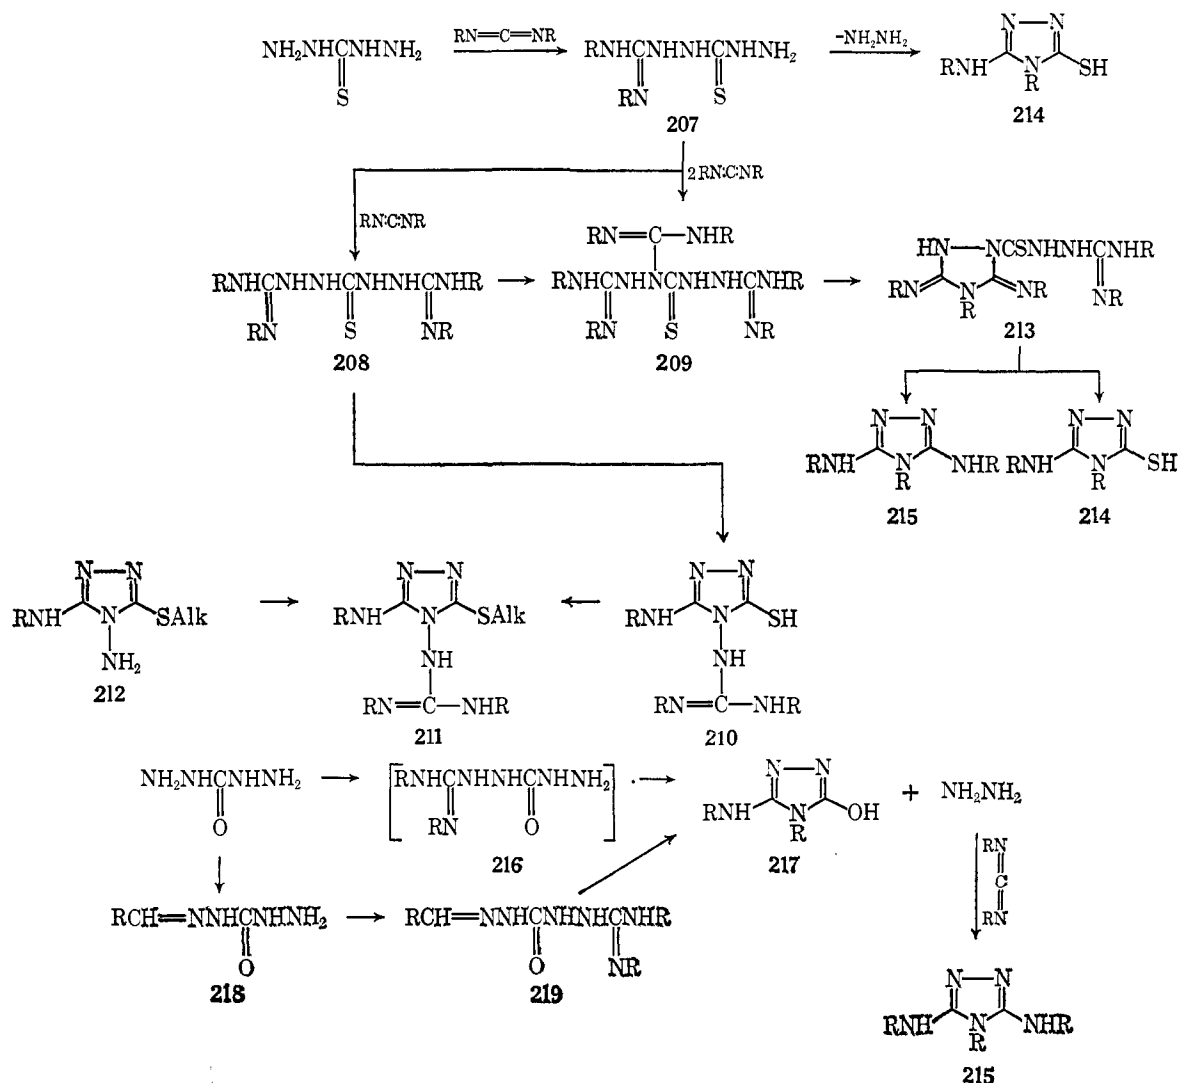 NH2NHCNHNH2
S
RN=C=NR
RNHCNHNHCNHNH2
RN
S
207
-NH2NH2
N—N
RNH
N
R
SH
214
RN:C:NR
2 RN:C:NR
RNHCNHNHCNHNHCNHR
RN
S
NR
208
RN=C—NHR
RNHCNHNCNHNHCNHR
RN
S
NR
209
HN—NCSNHNHCNHR
RN
N
R
NR
NR
213
N—N
RNH
N
R
NHR
215
N—N
RNH
N
R
SH
214
N—N
RNH
N
SAlk
NH2
212
N—N
RNH
N
SAlk
NH
RN=C—NHR
211
N—N
RNH
N
SH
NH
RN=C—NHR
210
NH2NHCNHNH2
O
[RNHCNHNHCNHNH2]
RN
O
216
N—N
RNH
N
R
OH
217
+ NH2NH2
RN=C=NR
RCH=NNHCNHNH2
O
218
RCH=NNHCNHNHCNHR
O
NR
219
N—N
RNH
N
R
NHR
215